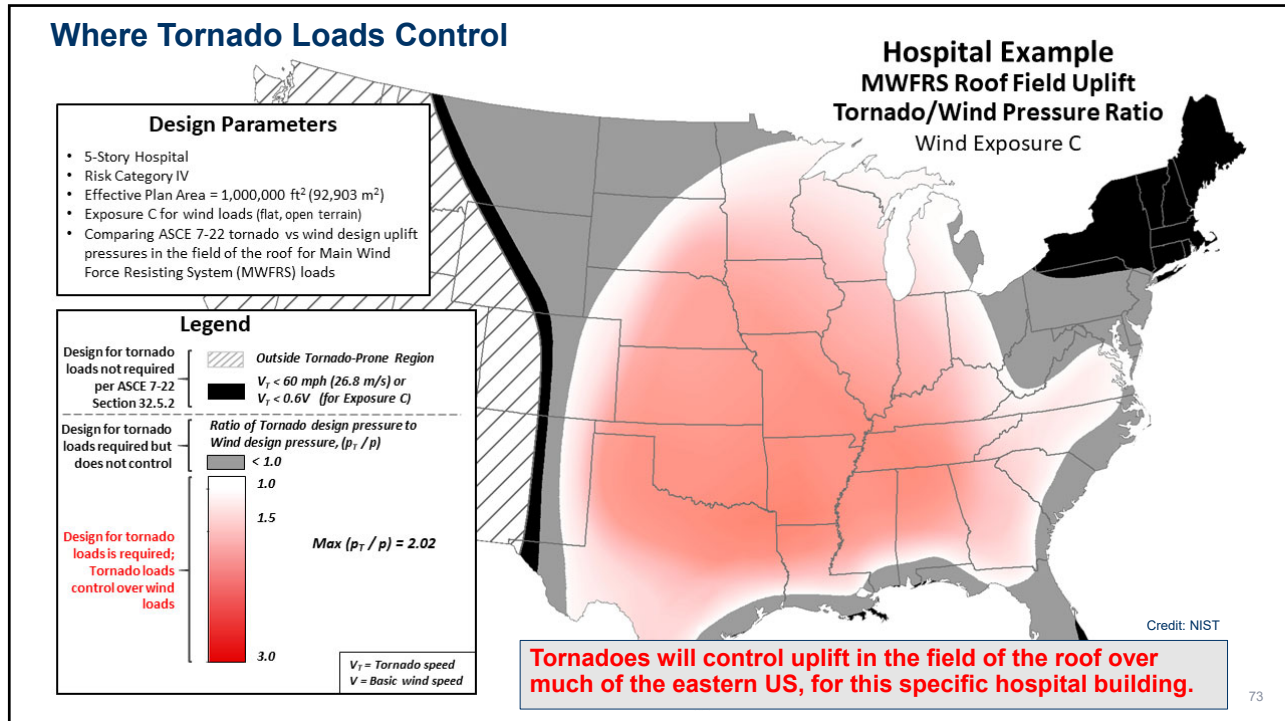 Where Tornado Loads Control
Hospital Example
MWFRS Roof Field Uplift
Tornado/Wind Pressure Ratio
Wind Exposure C
Design Parameters
• 5-Story Hospital
• Risk Category IV
• Effective Plan Area = 1,000,000 ft² (92,903 m²)
• Exposure C for wind loads (flat, open terrain)
• Comparing ASCE 7-22 tornado vs wind design uplift
pressures in the field of the roof for Main Wind
Force Resisting System (MWFRS) loads
Legend
Design for tornado
loads not required
per ASCE 7-22
Section 32.5.2
Outside Tornado-Prone Region
V_T < 60 mph (26.8 m/s) or
V_T < 0.6V (for Exposure C)
Design for tornado
loads required but
does not control
Ratio of Tornado design pressure to
Wind design pressure, (p_T / p)
< 1.0
1.0
1.5
Max (p_T / p) = 2.02
Design for tornado
loads is required;
Tornado loads
control over wind
loads
3.0
V_T = Tornado speed
V = Basic wind speed
Credit: NIST
Tornadoes will control uplift in the field of the roof over
much of the eastern US, for this specific hospital building.
73